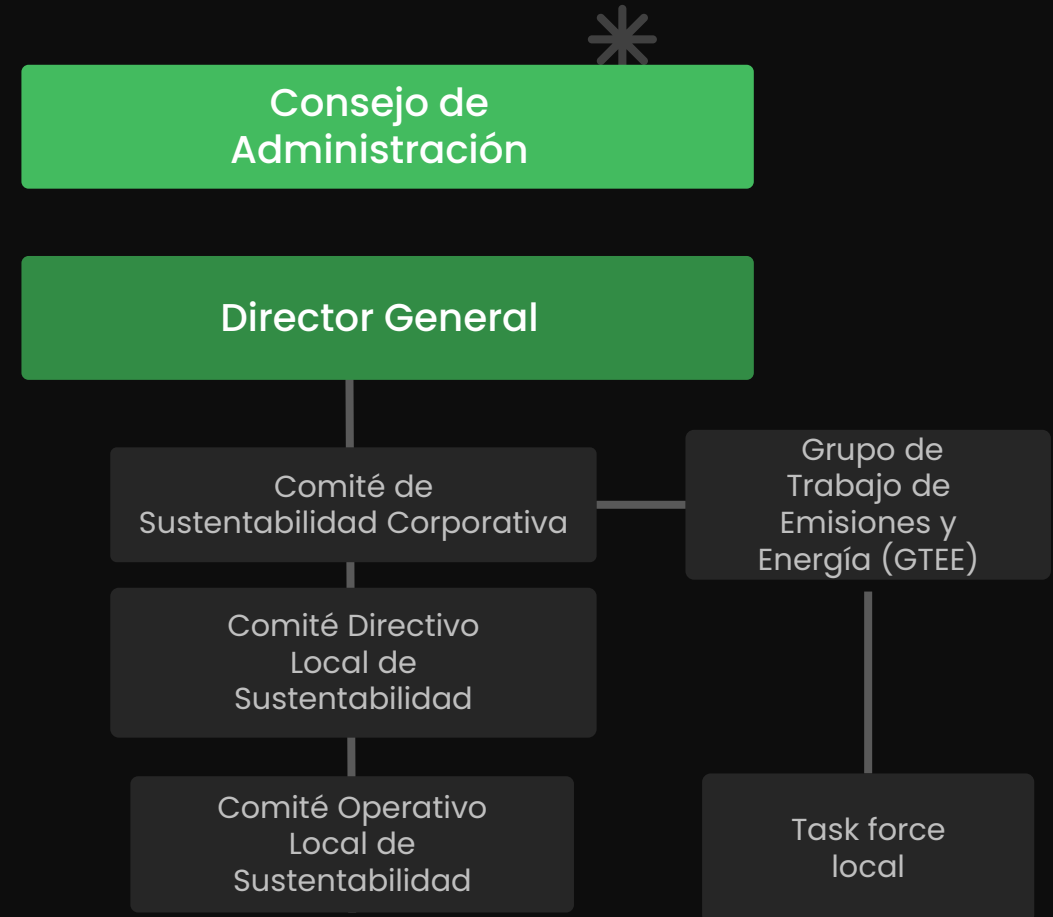 Consejo de
Administración
Director General
Comité de
Sustentabilidad Corporativa
Grupo de
Trabajo de
Emisiones y
Energía (GTEE)
Comité Directivo
Local de
Sustentabilidad
Comité Operativo
Local de
Sustentabilidad
Task force
local